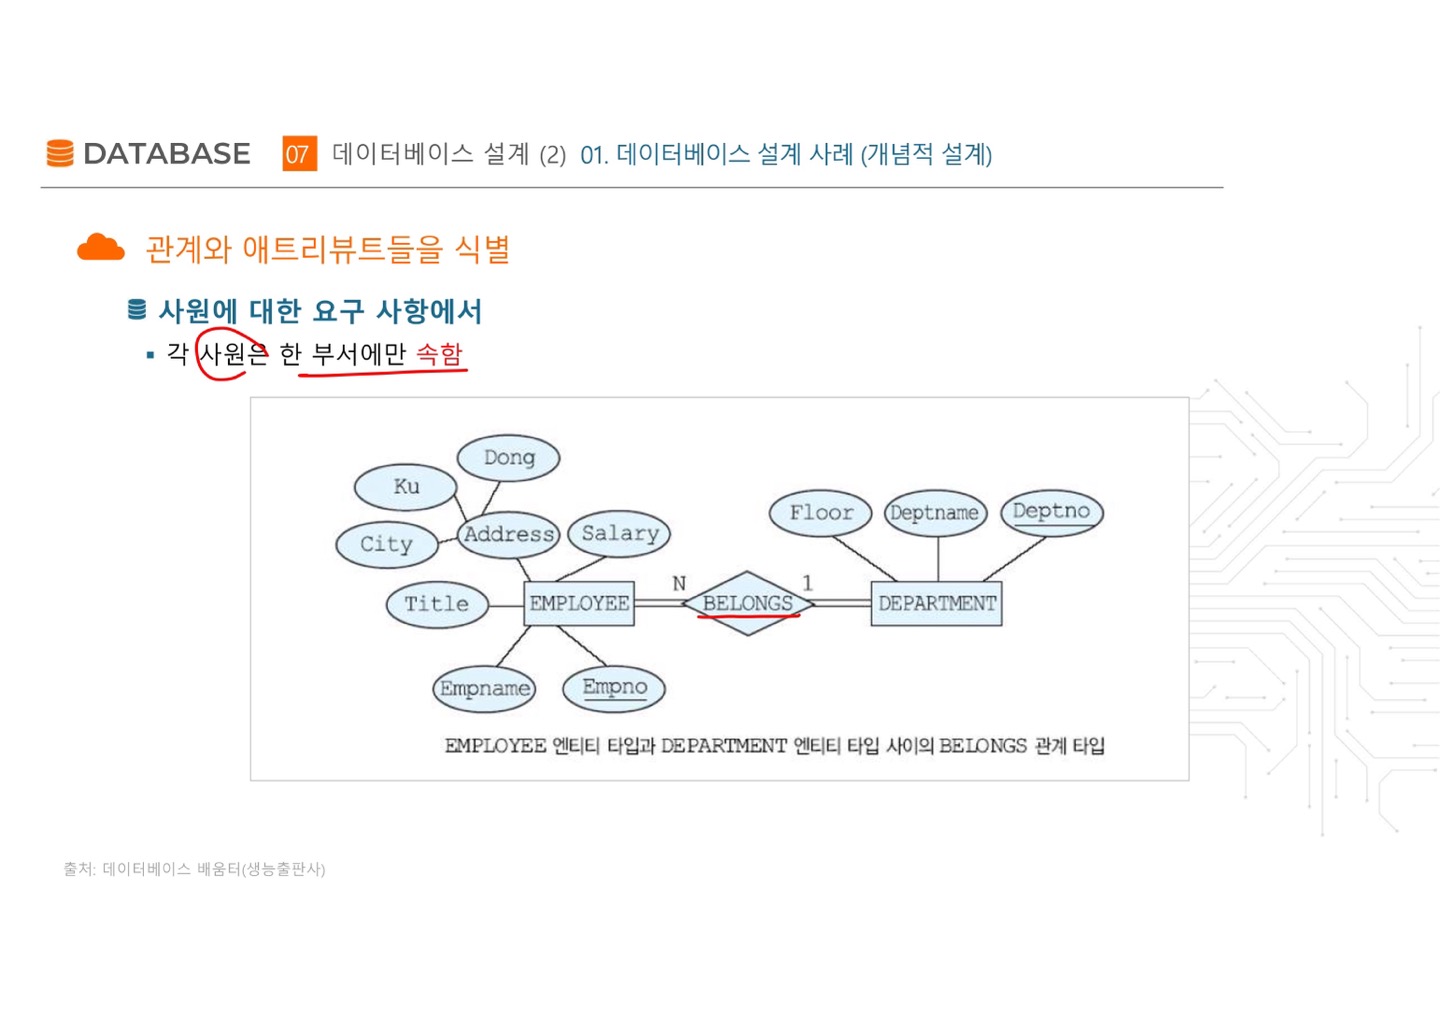 DATABASE 07 데이터베이스 설계 (2) 01. 데이터베이스 설계 사례 (개념적 설계)
관계와 애트리뷰트들을 식별
사원에 대한 요구 사항에서
각 사원은 한 부서에만 속함
Dong
Ku
City
Address
Salary
Floor
Deptname
Deptno
Title
EMPLOYEE
N
BELONGS
1
DEPARTMENT
Empname
Empno
EMPLOYEE 엔티티 타입과 DEPARTMENT 엔티티 타입 사이의 BELONGS 관계 타입
출처: 데이터베이스 배움터(생능출판사)